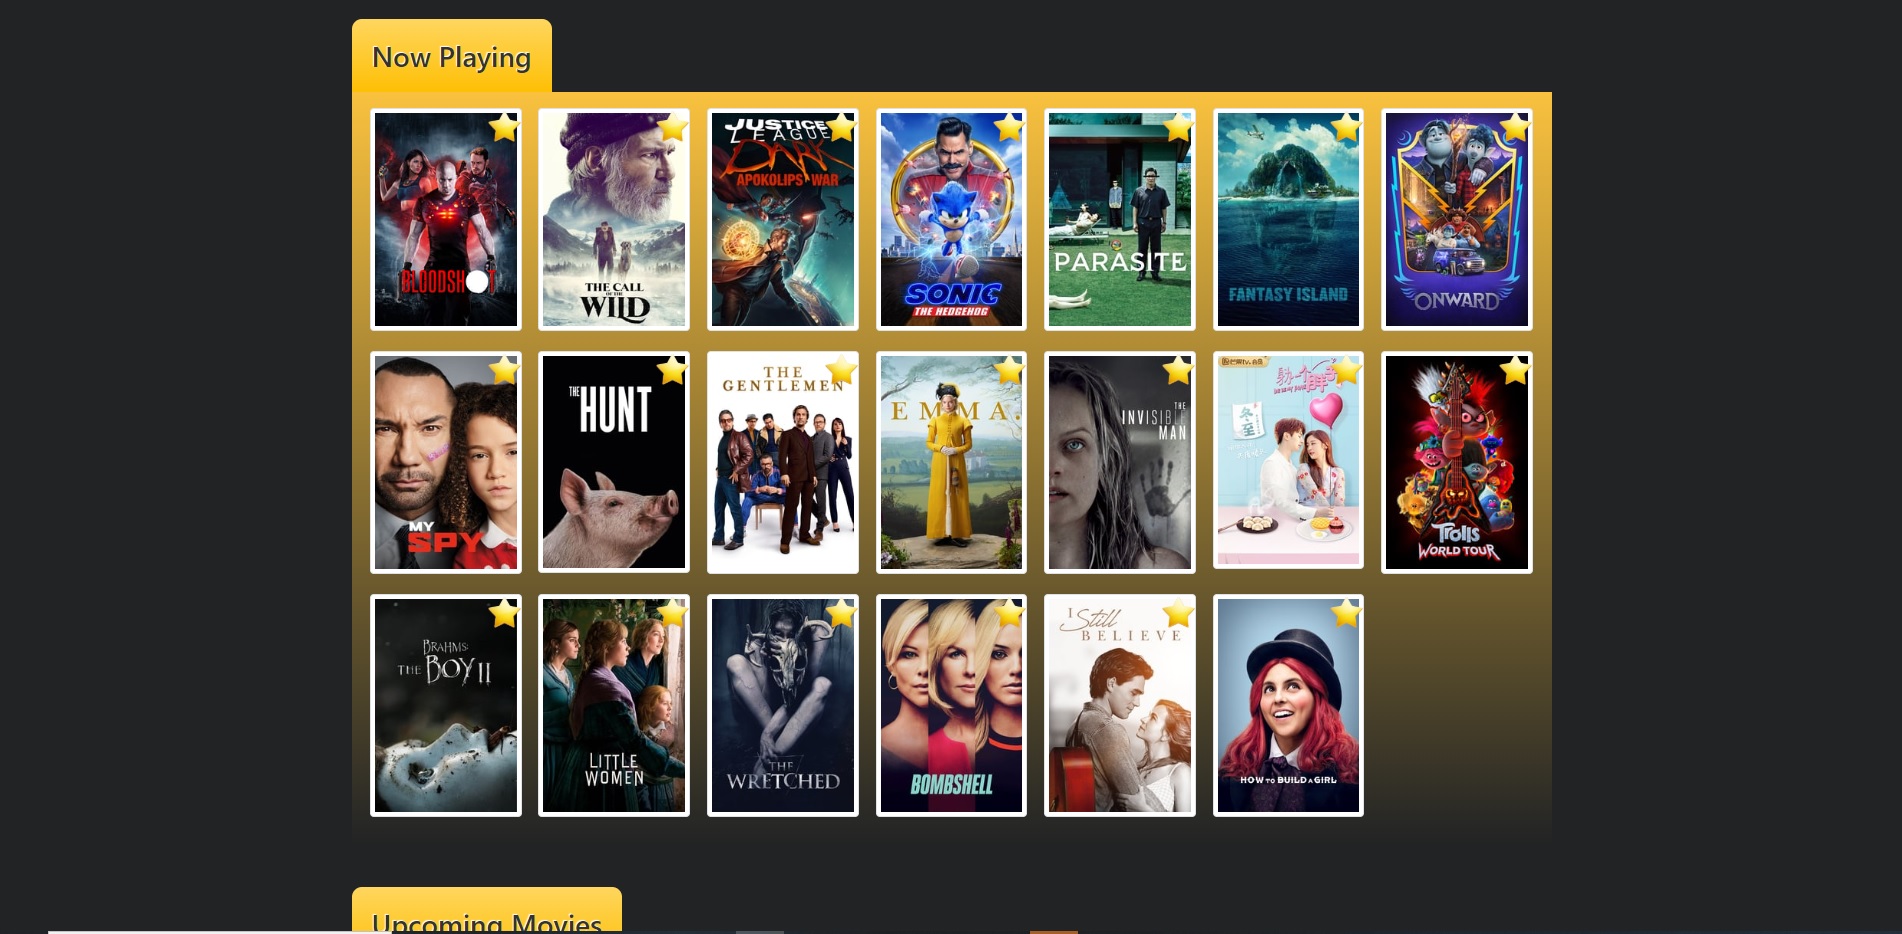 Now Playing
BLOODSHOT
THE CALL
OF THE
WILD
JUSTICE
LEAGUE
DARK
APOKOLIPS WAR
SONIC
THE HEDGEHOG
PARASITE
FANTASY ISLAND
ONWARD
MY
SPY
THE
HUNT
THE
GENTLEMEN
EMMA.
THE
INVISIBLE
MAN
冬至
TROLLS
WORLD TOUR
BRAHMS:
THE BOY II
LITTLE
WOMEN
THE
WRETCHED
BOMBSHELL
I Still
BELIEVE
HOW TO BUILD A GIRL
Upcoming Movies